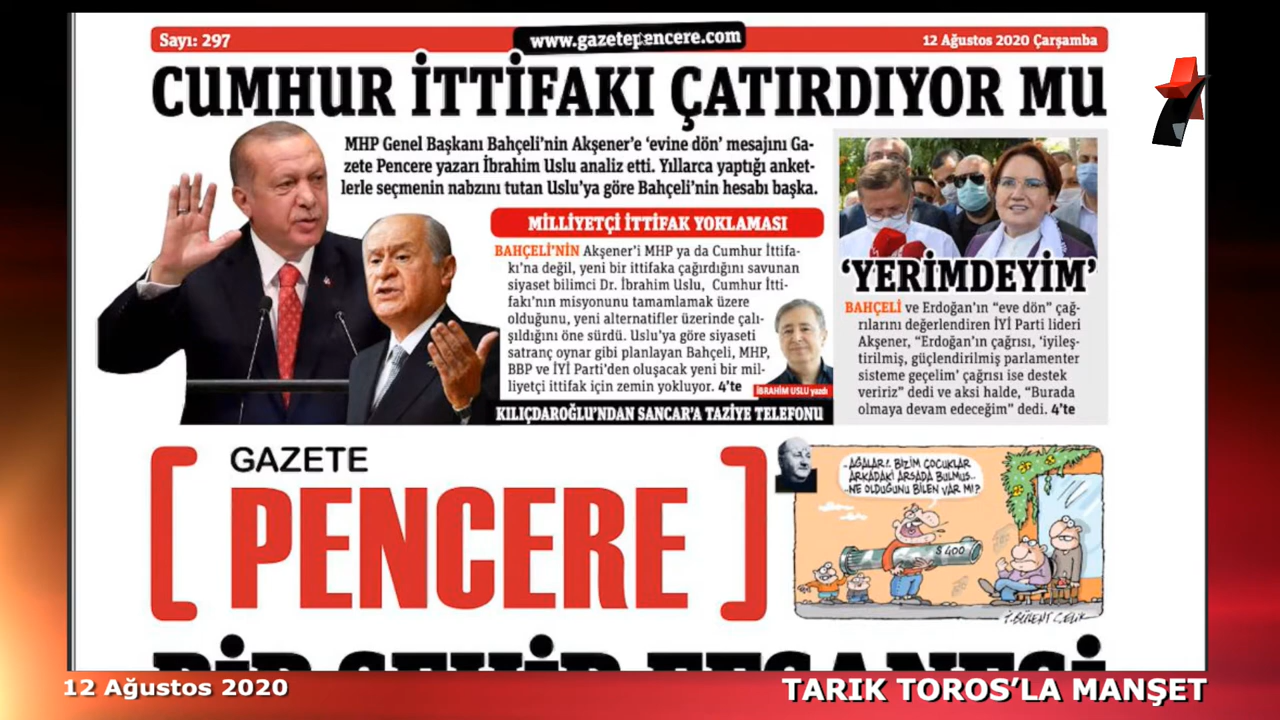 Sayı: 297
www.gazetepencere.com
12 Ağustos 2020 Çarşamba
CUMHUR İTTİFAKI ÇATIRDIYOR MU
MHP Genel Başkanı Bahçeli’nin Akşener’e ‘evine dön’ mesajını Ga-
zete Pencere yazarı İbrahim Uslu analiz etti. Yıllarca yaptığı anket-
lerle seçmenin nabzını tutan Uslu’ya göre Bahçeli’nin hesabı başka.
MİLLİYETÇİ İTTİFAK YOKLAMASI
BAHÇELİ’NİN Akşener’i MHP ya da Cumhur İttifa-
kı’na değil, yeni bir ittifaka çağırdığını savunan
siyaset bilimci Dr. İbrahim Uslu, Cumhur İtti-
fakı’nın misyonunu tamamlamak üzere
olduğunu, yeni alternatifler üzerinde çalı-
şıldığını öne sürdü. Uslu’ya göre siyaseti
satranç oynar gibi planlayan Bahçeli, MHP,
BBP ve İYİ Parti’den oluşacak yeni bir mil-
liyetçi ittifak için zemin yokluyor. 4’te
İBRAHİM USLU yazdı
KILIÇDAROĞLU’NDAN SANCAR’A TAZİYE TELEFONU
‘YERİMDEYİM’
BAHÇELİ ve Erdoğan’ın “eve dön” çağ-
rılarını değerlendiren İYİ Parti lideri
Akşener, “Erdoğan’ın çağrısı, ‘iyileş-
tirilmiş, güçlendirilmiş parlamenter
sisteme geçelim’ çağrısı ise destek
veririz” dedi ve aksi halde, “Burada
olmaya devam edeceğim” dedi. 4’te
[ GAZETE
PENCERE ]
..AĞALAR!. BİZİM ÇOCUKLAR
ARKADAKİ ARSADA BULMUŞ..
..NE OLDUĞUNU BİLEN VAR MI?
S 400
Y. BÜLENT ÇELİK
BİR ŞEHİR EFSANESİ
12 Ağustos 2020
TARIK TOROS’LA MANŞET